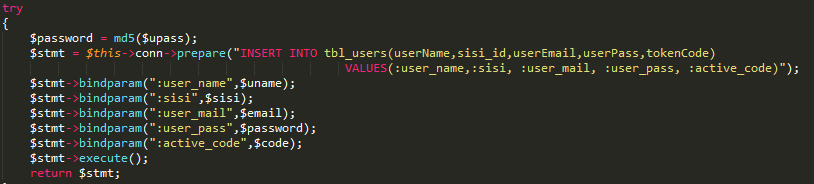 try
{
$password = md5($upass);
$stmt = $this->conn->prepare("INSERT INTO tbl_users(userName,sisi_id,userEmail,userPass,tokenCode)
VALUES(:user_name,:sisi, :user_mail, :user_pass, :active_code)");
$stmt->bindparam(":user_name",$uname);
$stmt->bindparam(":sisi",$sisi);
$stmt->bindparam(":user_mail",$email);
$stmt->bindparam(":user_pass",$password);
$stmt->bindparam(":active_code",$code);
$stmt->execute();
return $stmt;